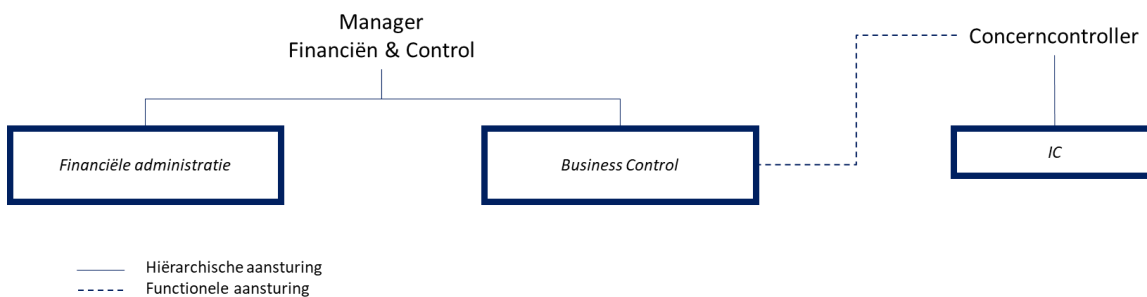 Manager
Financiën & Control
Concerncontroller
Financiële administratie
Business Control
IC
Hiërarchische aansturing
Functionele aansturing